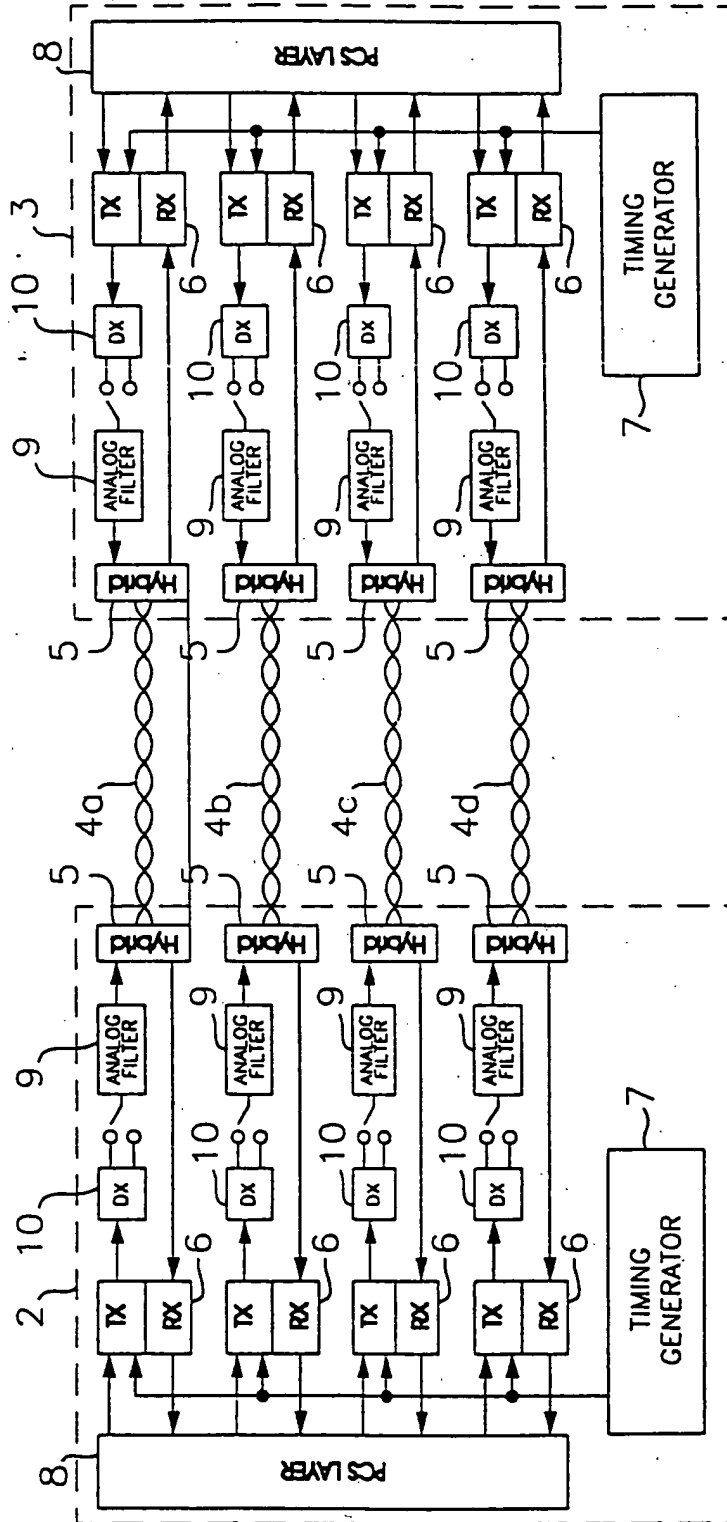 8 2 10 9 5 4a 5 9 10 3 8
TX DX ANALOG FILTER Hybrid Hybrid ANALOG FILTER DX TX
RX RX
6 6
10 9 5 4b 5 9 10
TX DX ANALOG FILTER Hybrid Hybrid ANALOG FILTER DX TX
RX RX
6 6
PCS LAYER PCS LAYER
10 9 5 4c 5 9 10
TX DX ANALOG FILTER Hybrid Hybrid ANALOG FILTER DX TX
RX RX
6 6
10 9 5 4d 5 9 10
TX DX ANALOG FILTER Hybrid Hybrid ANALOG FILTER DX TX
RX RX
6 6
7 7
TIMING TIMING
GENERATOR GENERATOR